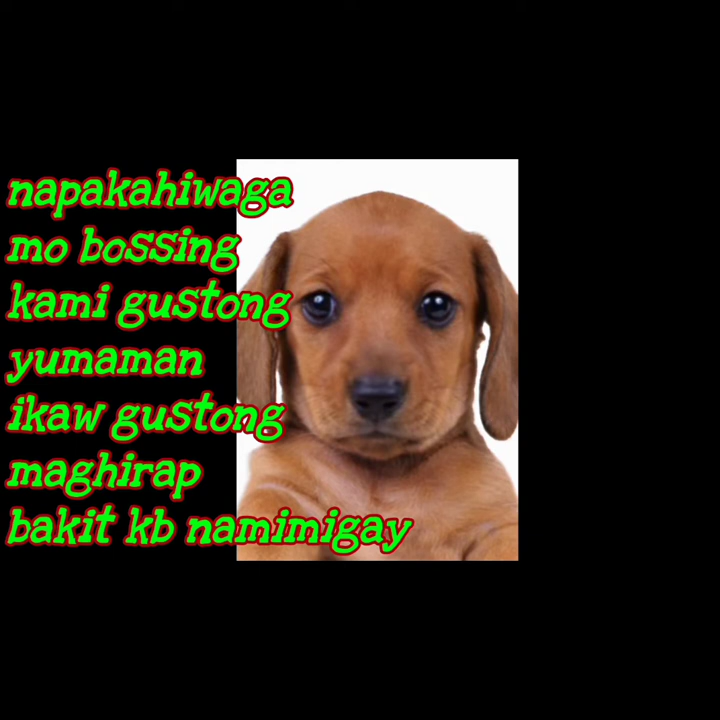 napakahiwaga
mo bossing
kami gustong
yumaman
ikaw gustong
maghirap
bakit kb namimigay